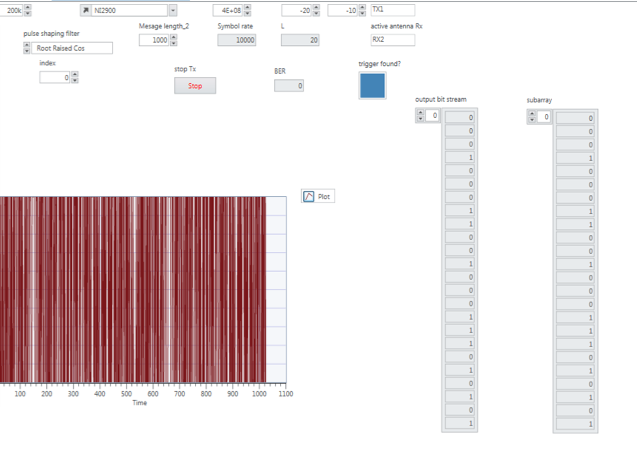 200k NI2900 4E+08 -20 -10 TX1
Mesage length_2 Symbol rate L active antenna Rx
pulse shaping filter 1000 10000 20 RX2
Root Raised Cos
index stop Tx BER trigger found?
0 Stop 0
output bit stream subarray
0 0
0 0
0 0
0 0
1 1
0 0
0 0
0 0
1 1
1 1
0 0
0 0
1 1
0 0
0 0
0 0
1 1
1 1
1 1
0 0
1 1
0 0
1 1
0 0
1 1
Plot
100 200 300 400 500 600 700 800 900 1000 1100
Time